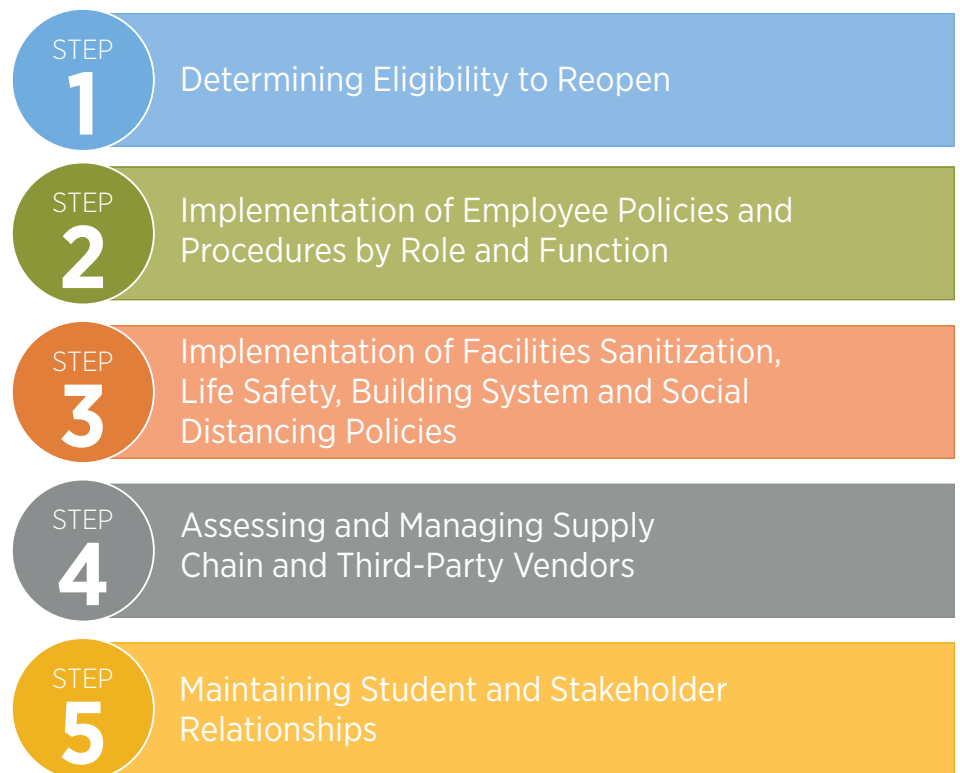 STEP
1
Determining Eligibility to Reopen
STEP
2
Implementation of Employee Policies and
Procedures by Role and Function
STEP
3
Implementation of Facilities Sanitization,
Life Safety, Building System and Social
Distancing Policies
STEP
4
Assessing and Managing Supply
Chain and Third-Party Vendors
STEP
5
Maintaining Student and Stakeholder
Relationships